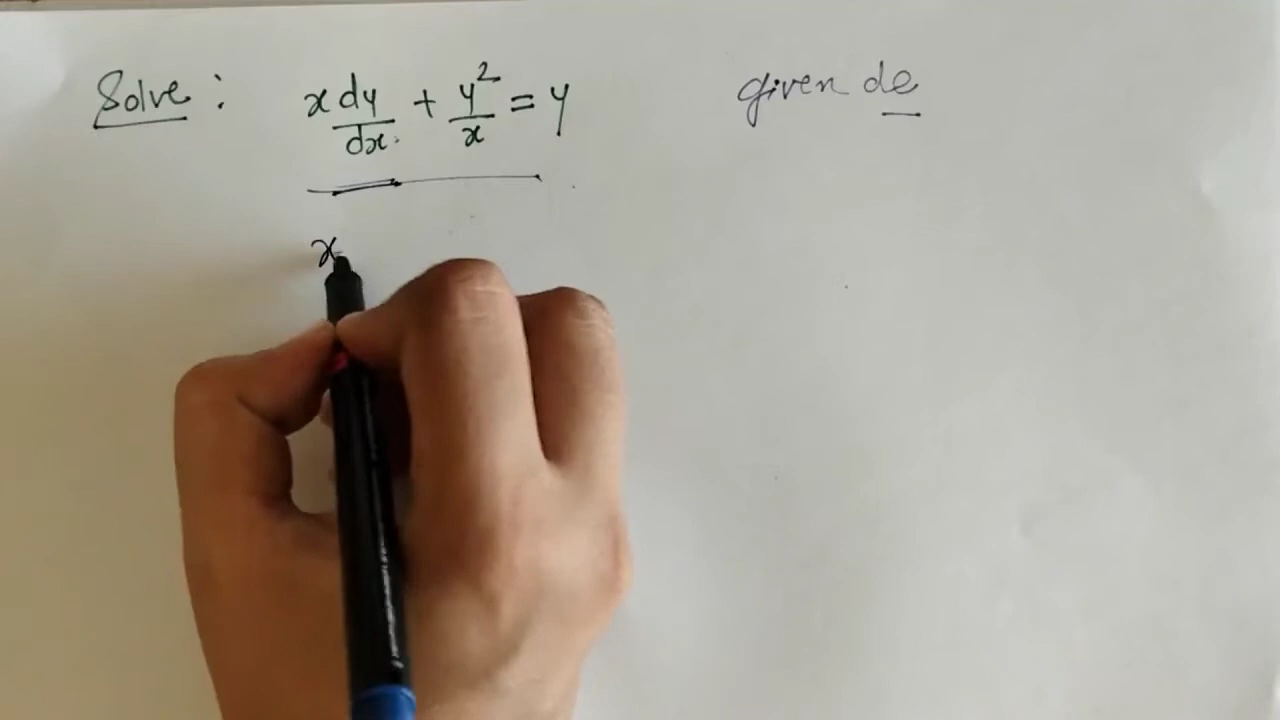 Solve : x dy/dx + y²/x = y given de
x